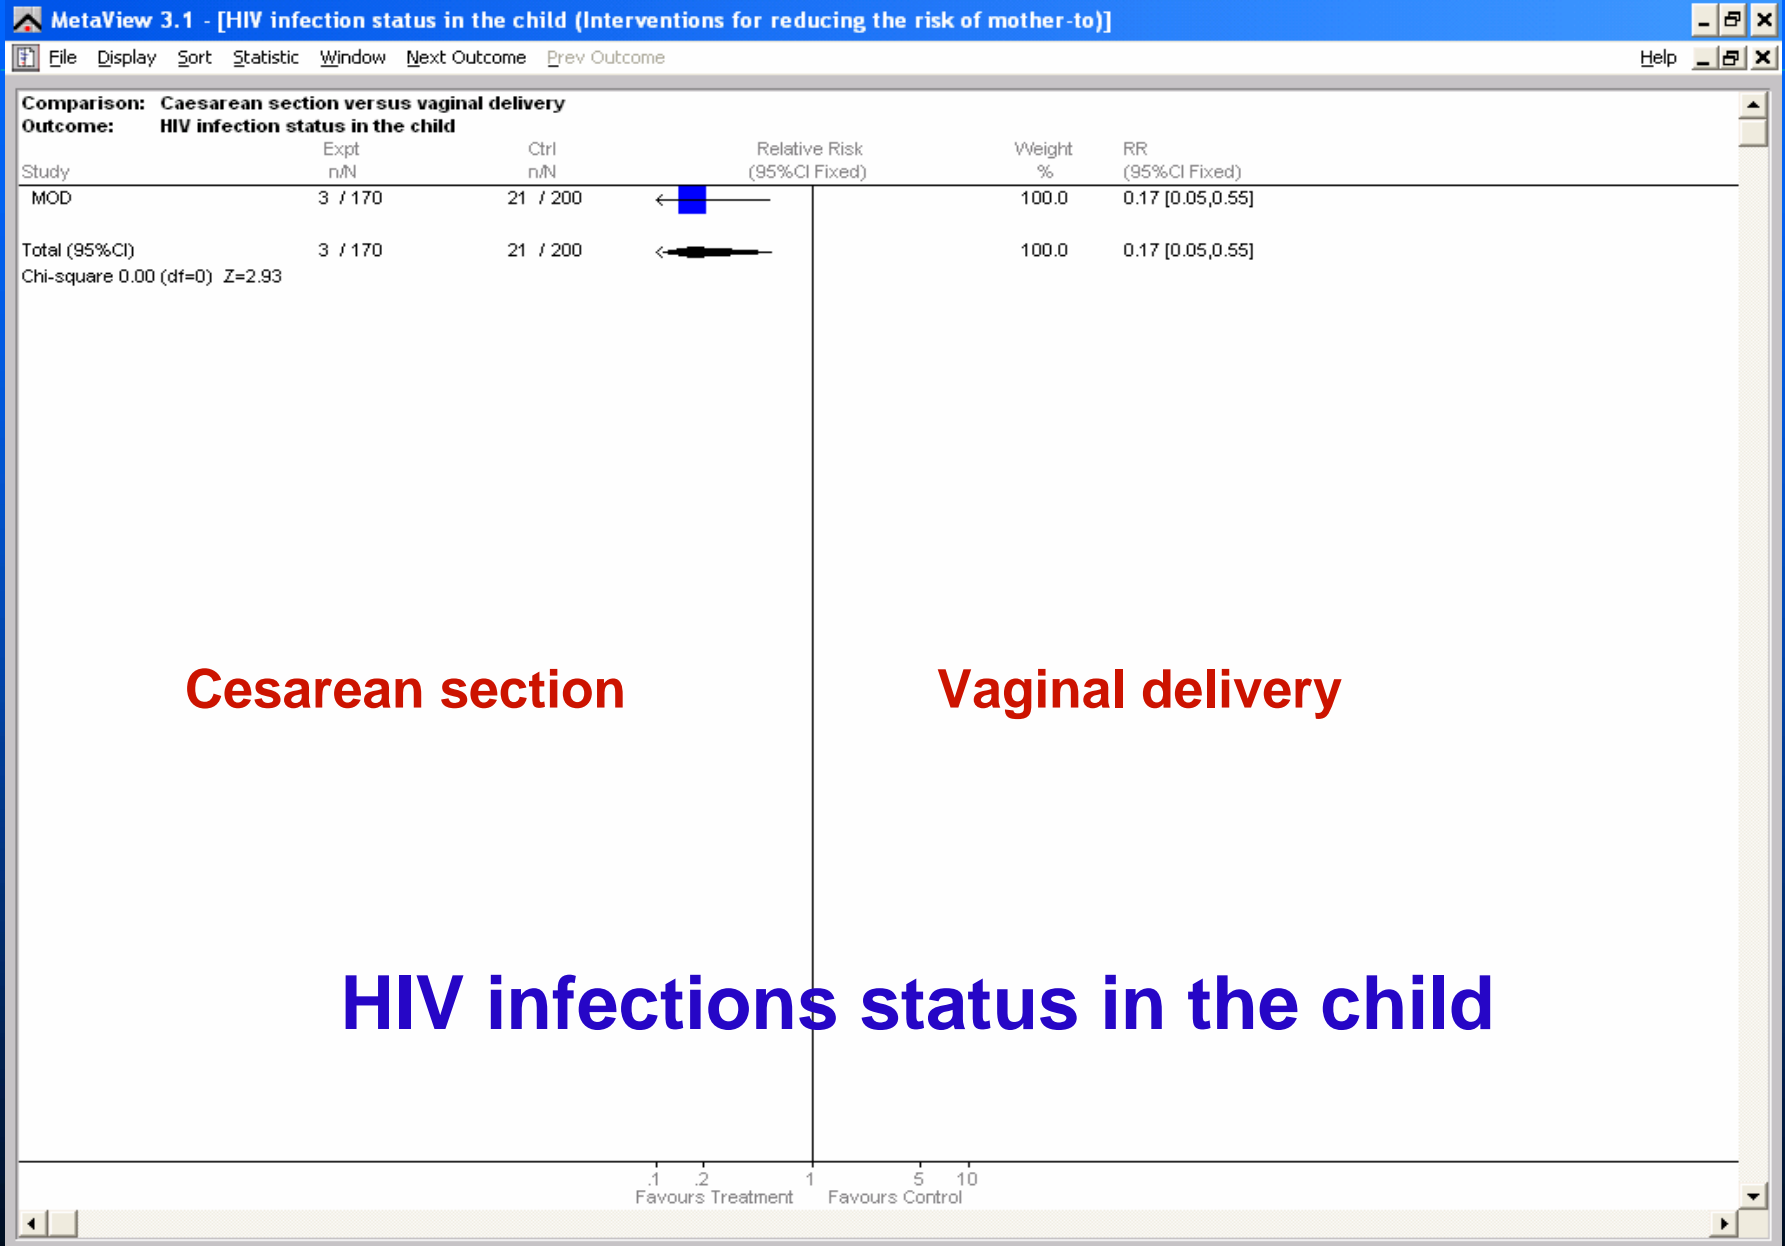 MetaView 3.1 - [HIV infection status in the child (Interventions for reducing the risk of mother-to)]
File Display Sort Statistic Window Next Outcome Prev Outcome Help
Comparison: Caesarean section versus vaginal delivery
Outcome: HIV infection status in the child
Expt Ctrl Relative Risk Weight RR
Study n/N n/N (95%CI Fixed) % (95%CI Fixed)
MOD 3 / 170 21 / 200 100.0 0.17 [0.05,0.55]
Total (95%CI) 3 / 170 21 / 200 100.0 0.17 [0.05,0.55]
Chi-square 0.00 (df=0) Z=2.93
Cesarean section Vaginal delivery
HIV infections status in the child
.1 .2 1 5 10
Favours Treatment Favours Control